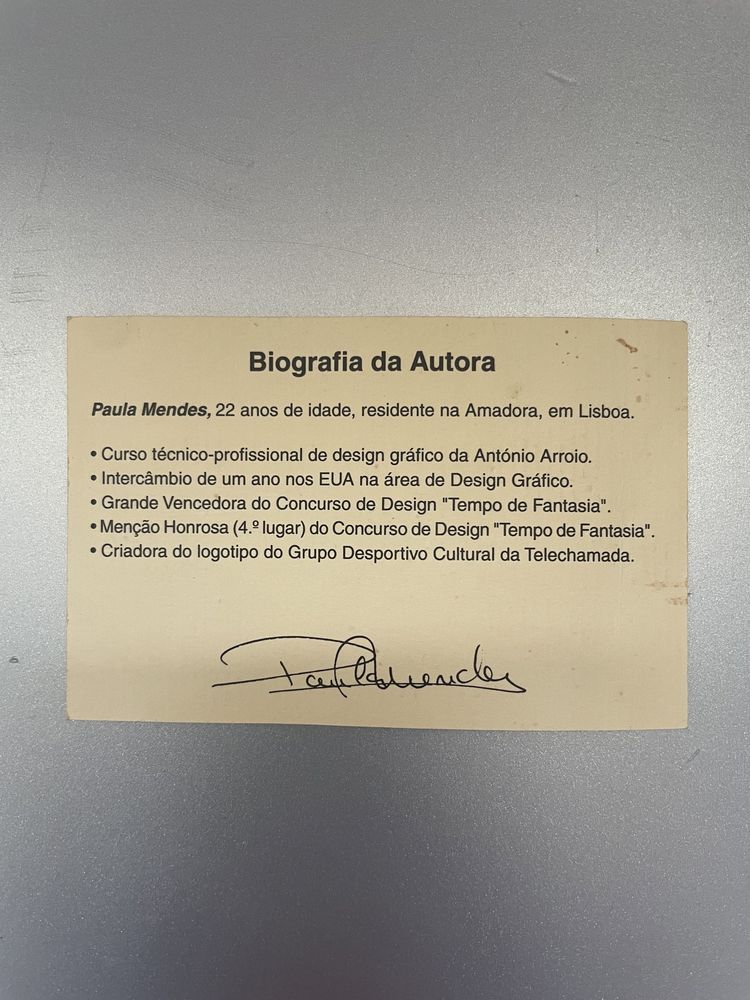 Biografia da Autora
Paula Mendes, 22 anos de idade, residente na Amadora, em Lisboa.
• Curso técnico-profissional de design gráfico da António Arroio.
• Intercâmbio de um ano nos EUA na área de Design Gráfico.
• Grande Vencedora do Concurso de Design "Tempo de Fantasia".
• Menção Honrosa (4.º lugar) do Concurso de Design "Tempo de Fantasia".
• Criadora do logotipo do Grupo Desportivo Cultural da Telechamada.
Paula Mendes